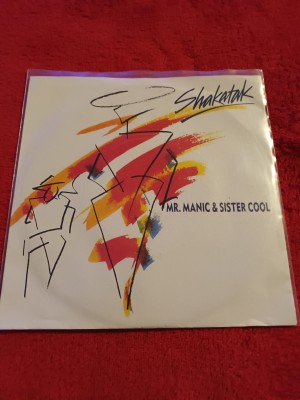 Shakatak
MR. MANIC & SISTER COOL